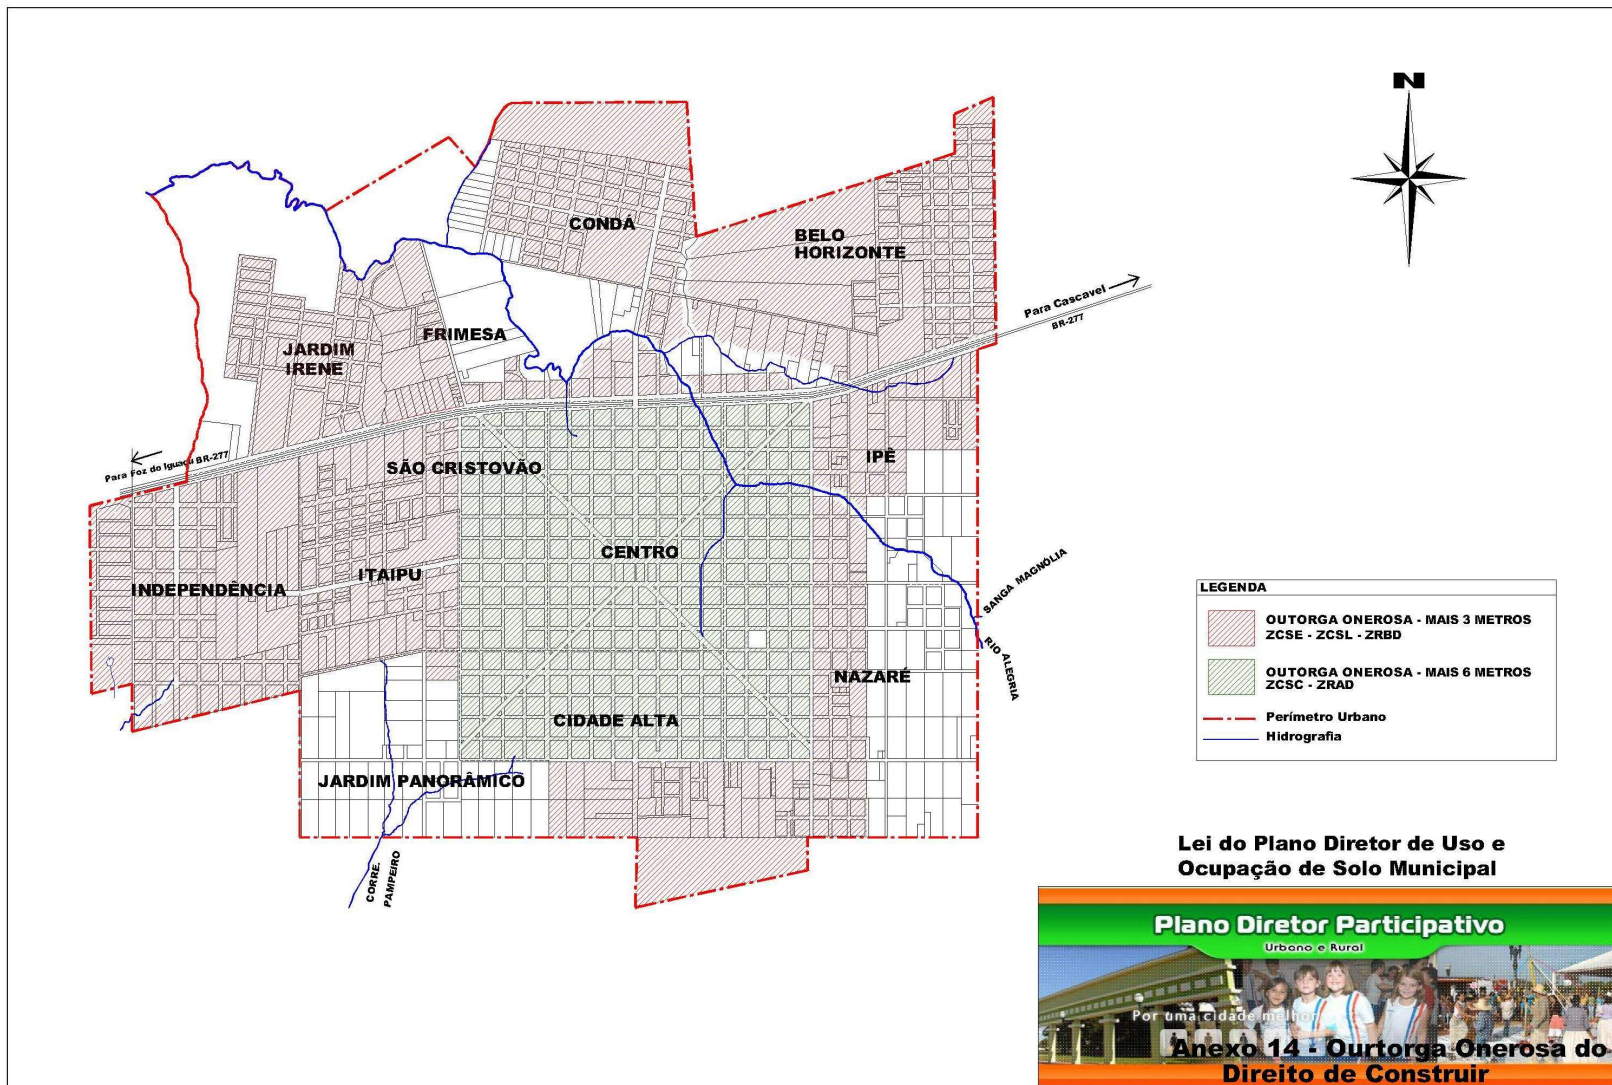 N
CONDÁ
BELO
HORIZONTE
Para Cascavel
BR-277
FRIMESA
JARDIM
IRENE
Para Foz do Iguaçu BR-277
SÃO CRISTOVÃO
IPÊ
CENTRO
ITAIPU
INDEPENDÊNCIA
SANGA MAGNÓLIA
RIO ALEGRIA
NAZARÉ
CIDADE ALTA
JARDIM PANORÂMICO
CORRE.
PAMPEIRO
LEGENDA
OUTORGA ONEROSA - MAIS 3 METROS
ZCSE - ZCSL - ZRBD
OUTORGA ONEROSA - MAIS 6 METROS
ZCSC - ZRAD
Perímetro Urbano
Hidrografia
Lei do Plano Diretor de Uso e
Ocupação de Solo Municipal
Plano Diretor Participativo
Urbano e Rural
Por uma cidade melhor
Anexo 14 - Ourtorga Onerosa do
Direito de Construir